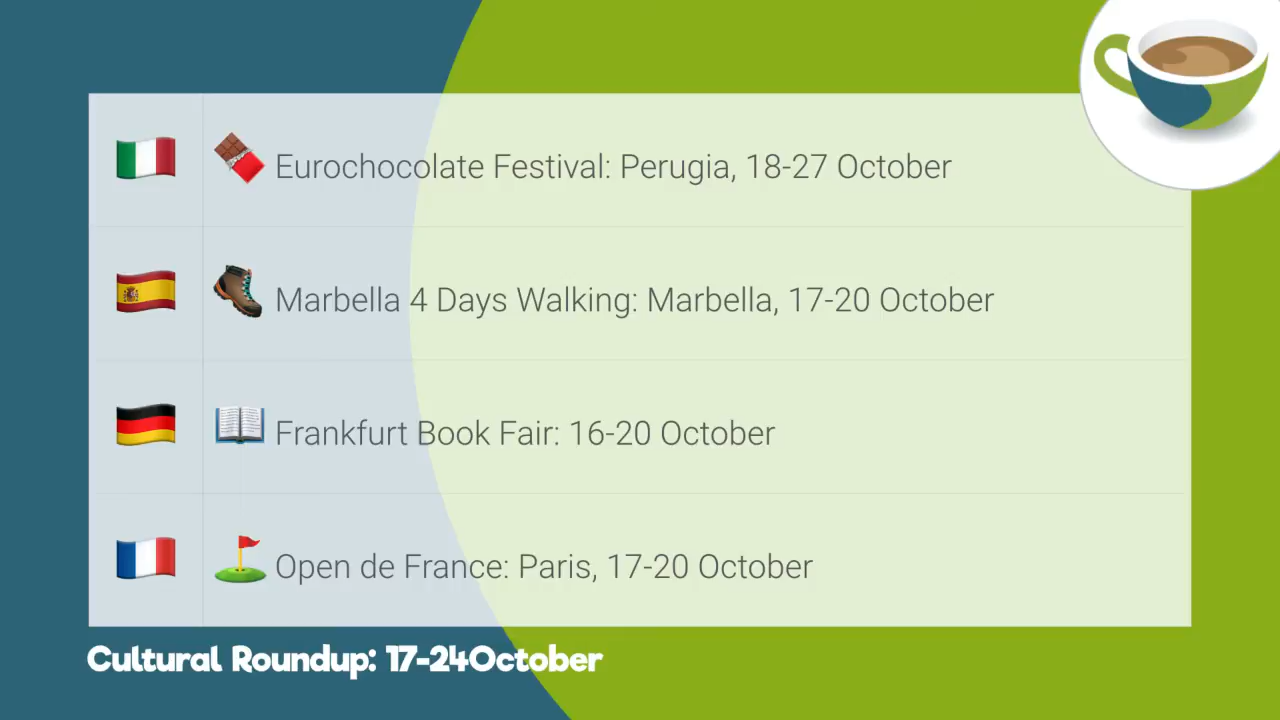 Eurochocolate Festival: Perugia, 18-27 October
Marbella 4 Days Walking: Marbella, 17-20 October
Frankfurt Book Fair: 16-20 October
Open de France: Paris, 17-20 October
Cultural Roundup: 17-24October